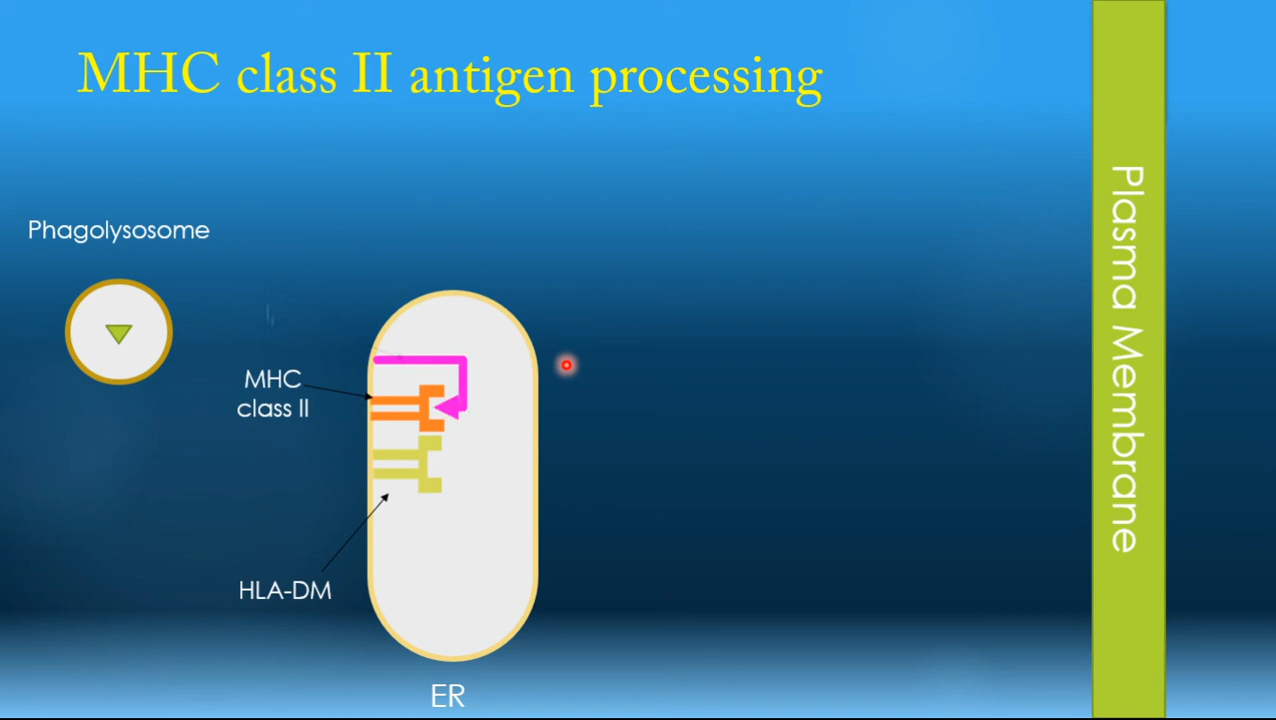 MHC class II antigen processing
Phagolysosome
MHC
class II
HLA-DM
ER
Plasma Membrane